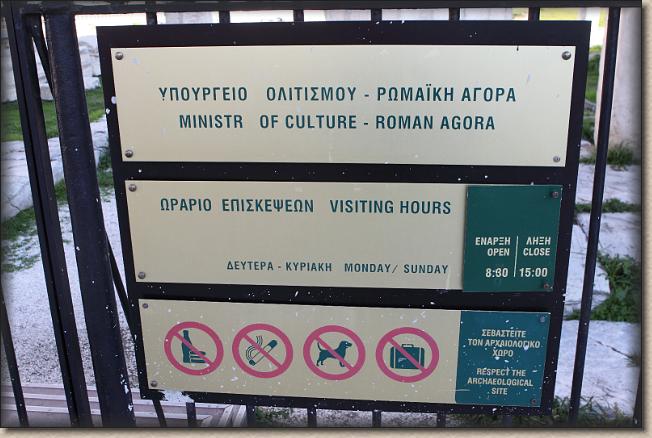 ΥΠΟΥΡΓΕΙΟ ΟΛΙΤΙΣΜΟΥ - ΡΩΜΑΪΚΗ ΑΓΟΡΑ
MINISTR OF CULTURE - ROMAN AGORA
ΩΡΑΡΙΟ ΕΠΙΣΚΕΨΕΩΝ VISITING HOURS
ΕΝΑΡΞΗ ΛΗΞΗ
OPEN CLOSE
8:30 15:00
ΔΕΥΤΕΡΑ - ΚΥΡΙΑΚΗ MONDAY/ SUNDAY
ΣΕΒΑΣΤΕΙΤΕ
ΤΟΝ ΑΡΧΑΙΟΛΟΓΙΚΟ
ΧΩΡΟ
RESPECT THE
ARCHAEOLOGICAL
SITE